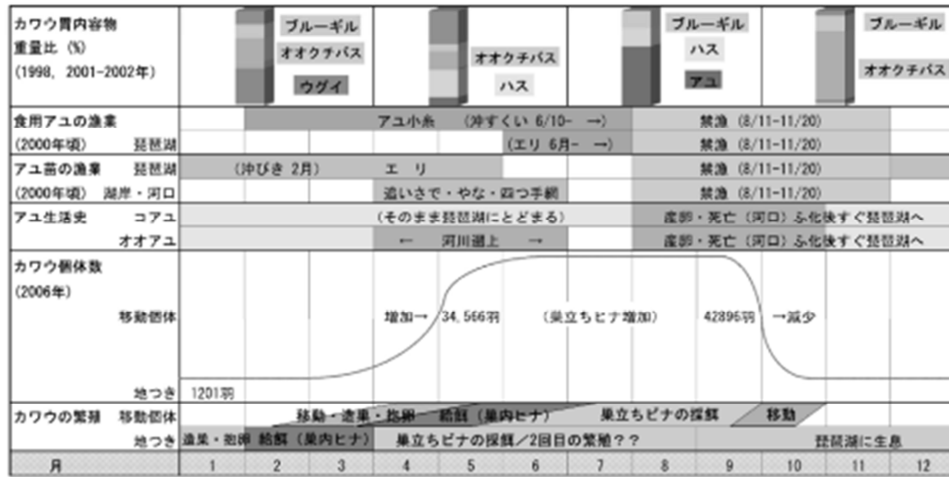 カワウ胃内容物
重量比 (%)
(1998, 2001-2002年)
ブルーギル
オオクチバス
ウグイ
オオクチバス
ハス
ブルーギル
ハス
アユ
ブルーギル
オオクチバス
食用アユの漁業 アユ小糸 (沖すくい 6/10- →) 禁漁 (8/11-11/20)
(2000年頃) 琵琶湖 (エリ 6月- →) 禁漁 (8/11-11/20)
アユ苗の漁業 琵琶湖 (沖びき 2月) エ リ 禁漁 (8/11-11/20)
(2000年頃) 湖岸・河口 追いさで・やな・四つ手網 禁漁 (8/11-11/20)
アユ生活史 コアユ (そのまま琵琶湖にとどまる) 産卵・死亡 (河口) ふ化後すぐ琵琶湖へ
オオアユ ← 河川遡上 → 産卵・死亡 (河口) ふ化後すぐ琵琶湖へ
カワウ個体数
(2006年)
移動個体 増加→ 34,566羽 (巣立ちヒナ増加) 42896羽 →減少
地つき 1201羽
カワウの繁殖 移動個体 移動・造巣・抱卵 給餌 (巣内ヒナ) 巣立ちヒナの採餌 移動
地つき 造巣・抱卵 給餌 (巣内ヒナ) 巣立ちヒナの採餌/2回目の繁殖?? 琵琶湖に生息
月 1 2 3 4 5 6 7 8 9 10 11 12